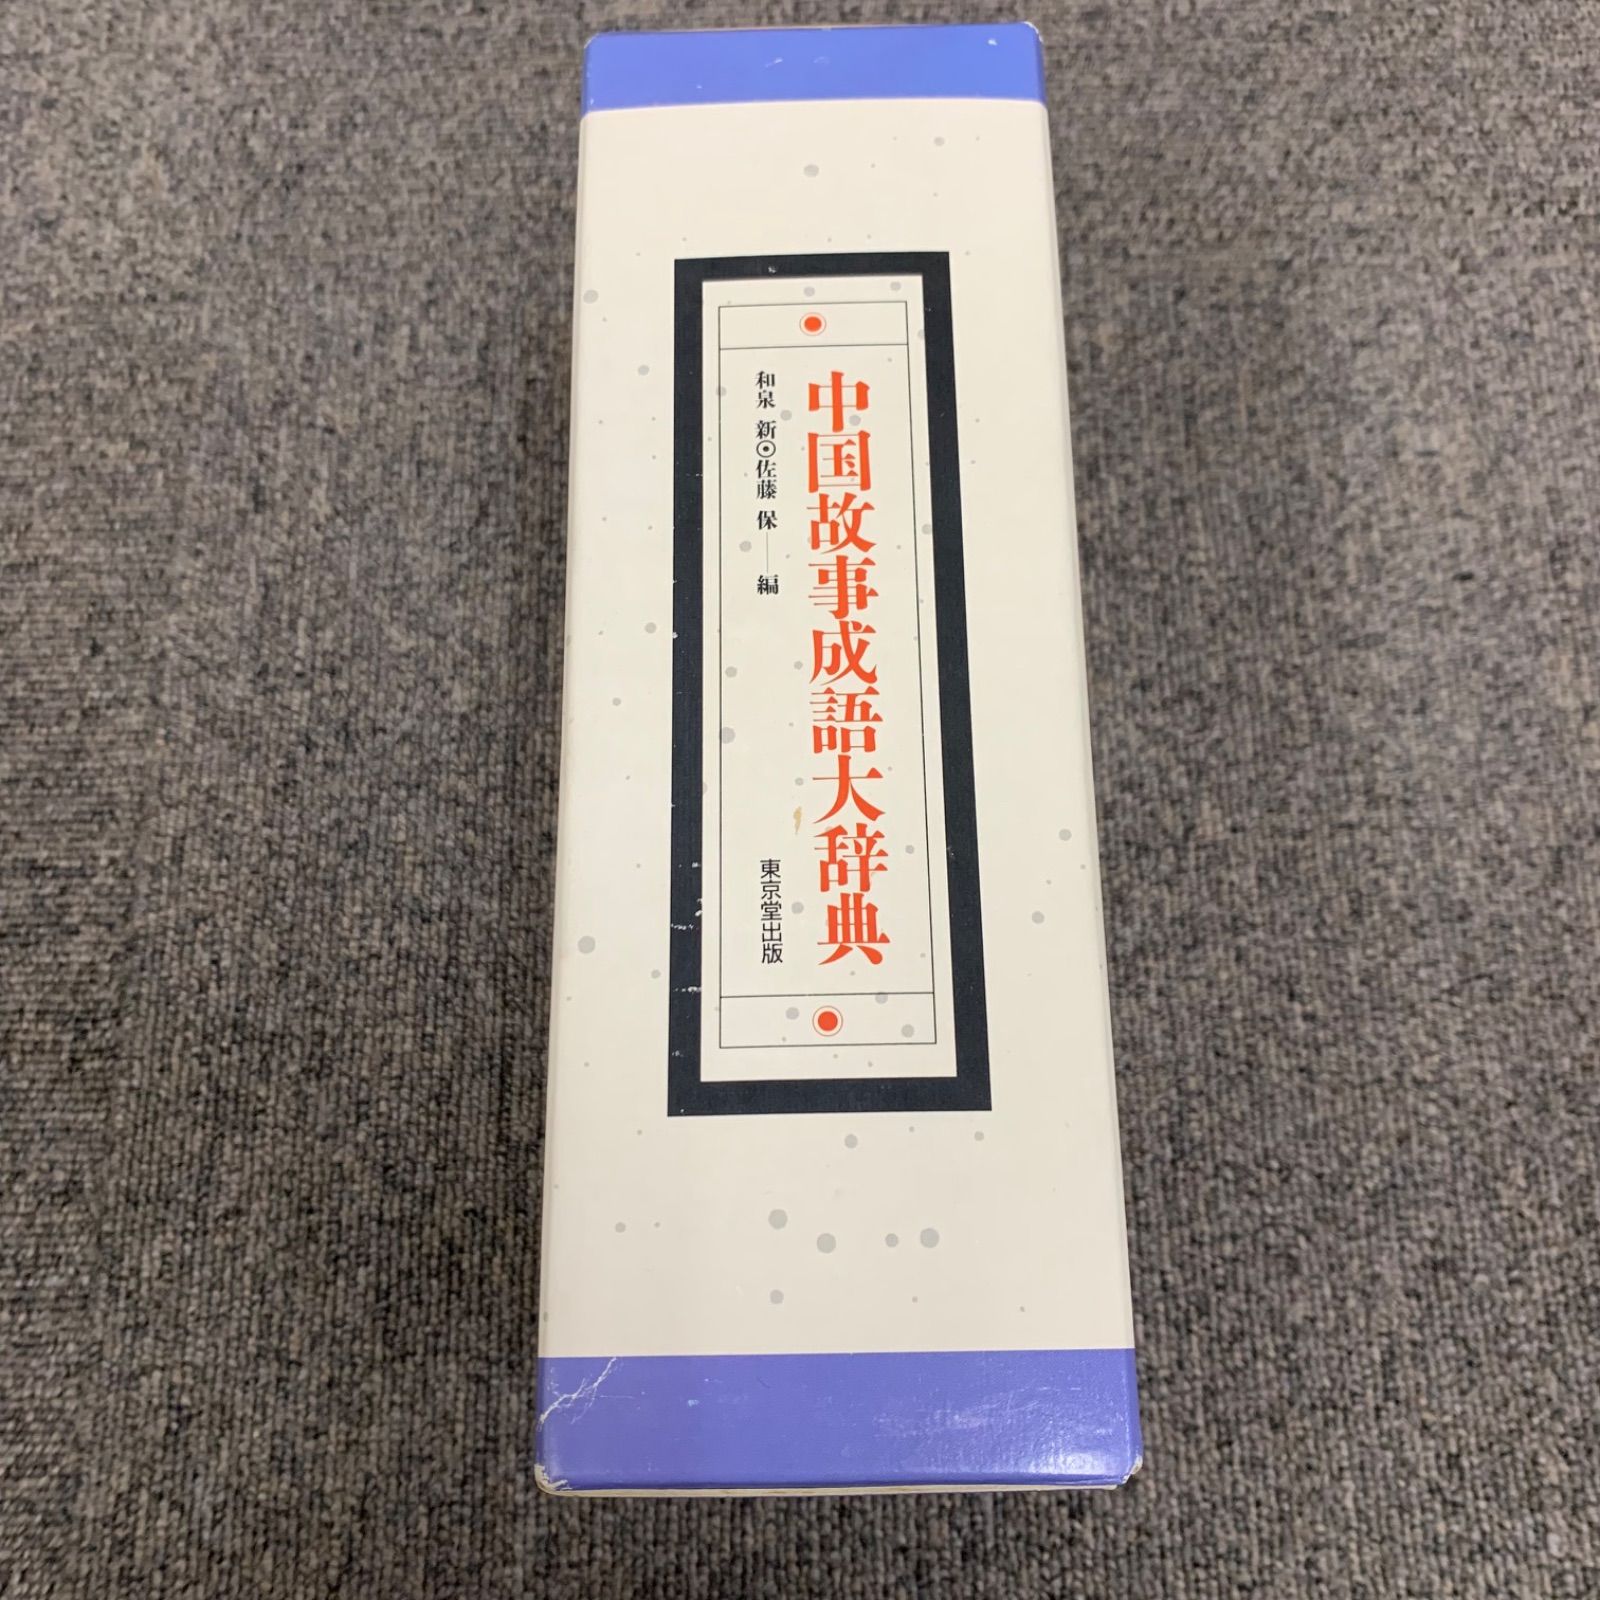 中国故事成語大辞典
和泉 新⦿佐藤 保──編
東京堂出版